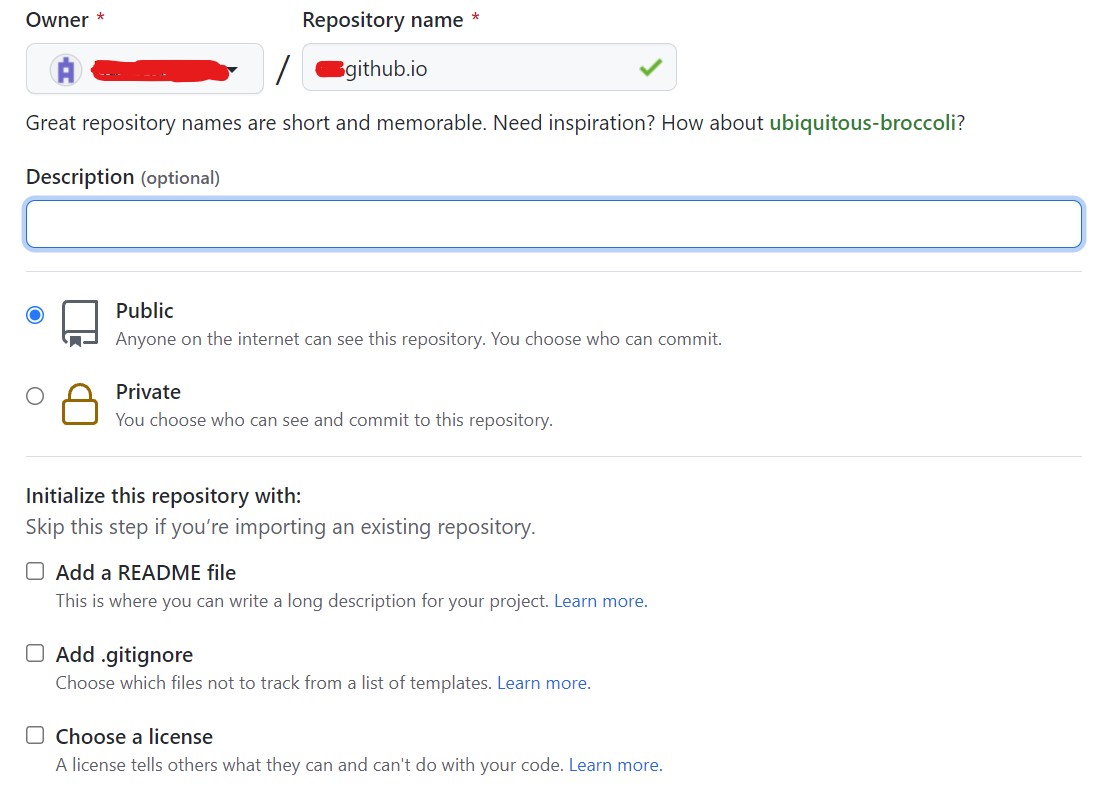 Owner * Repository name *
/ github.io
Great repository names are short and memorable. Need inspiration? How about ubiquitous-broccoli?
Description (optional)
Public
Anyone on the internet can see this repository. You choose who can commit.
Private
You choose who can see and commit to this repository.
Initialize this repository with:
Skip this step if you’re importing an existing repository.
Add a README file
This is where you can write a long description for your project. Learn more.
Add .gitignore
Choose which files not to track from a list of templates. Learn more.
Choose a license
A license tells others what they can and can't do with your code. Learn more.